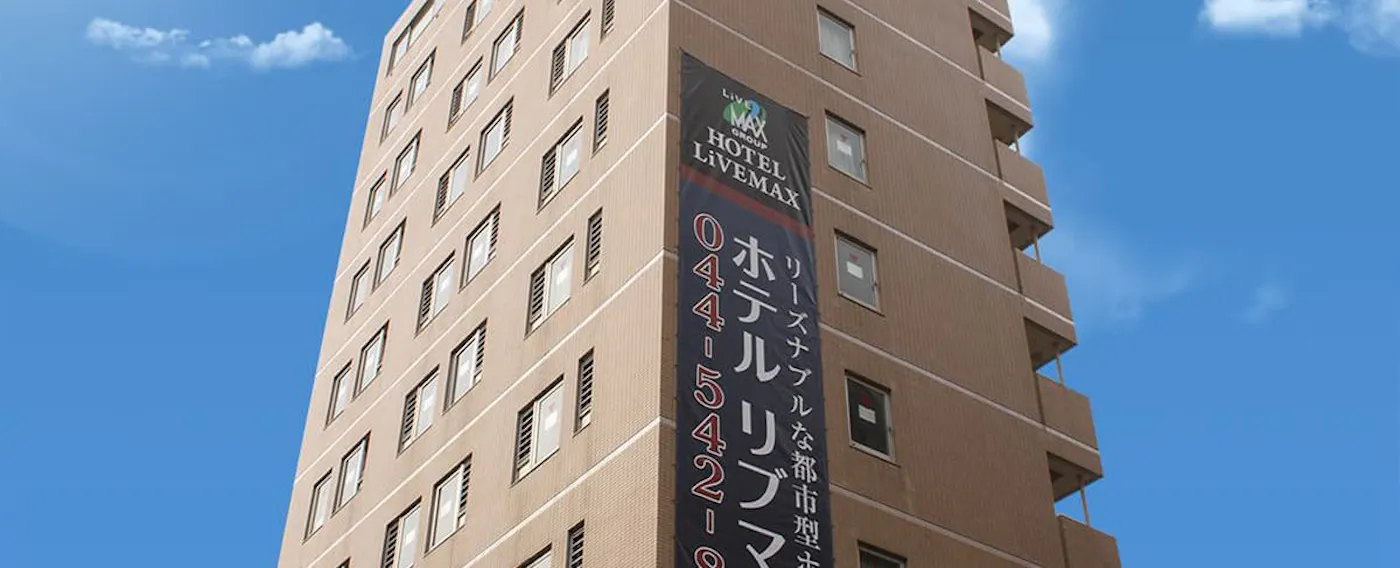 LiVE
MAX
GROUP
HOTEL
LiVEMAX
リーズナブルな都市型ホ
ホテル リブマ
044-542-9